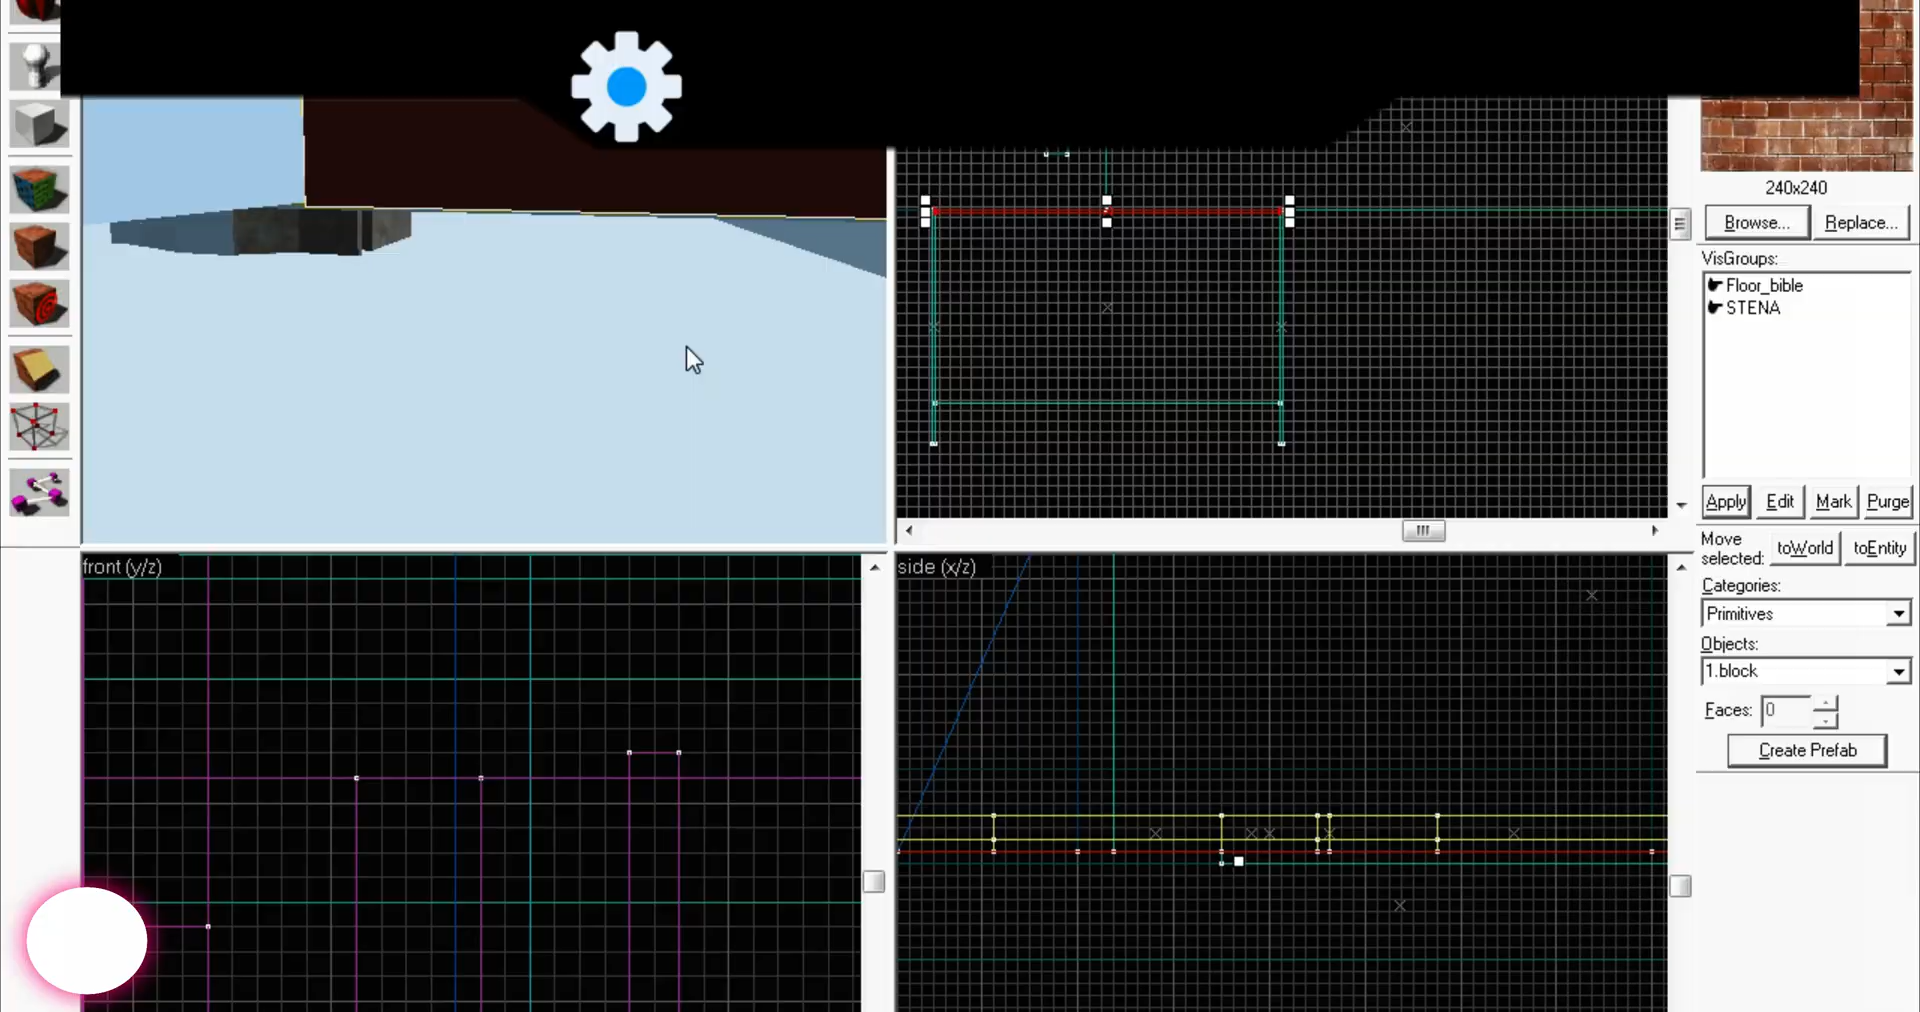 240x240
Browse...
Replace...
VisGroups:
Floor_bible
STENA
Apply
Edit
Mark
Purge
Move
selected:
toWorld
toEntity
Categories:
Primitives
Objects:
1.block
Faces:
0
Create Prefab
front (y/z)
side (x/z)